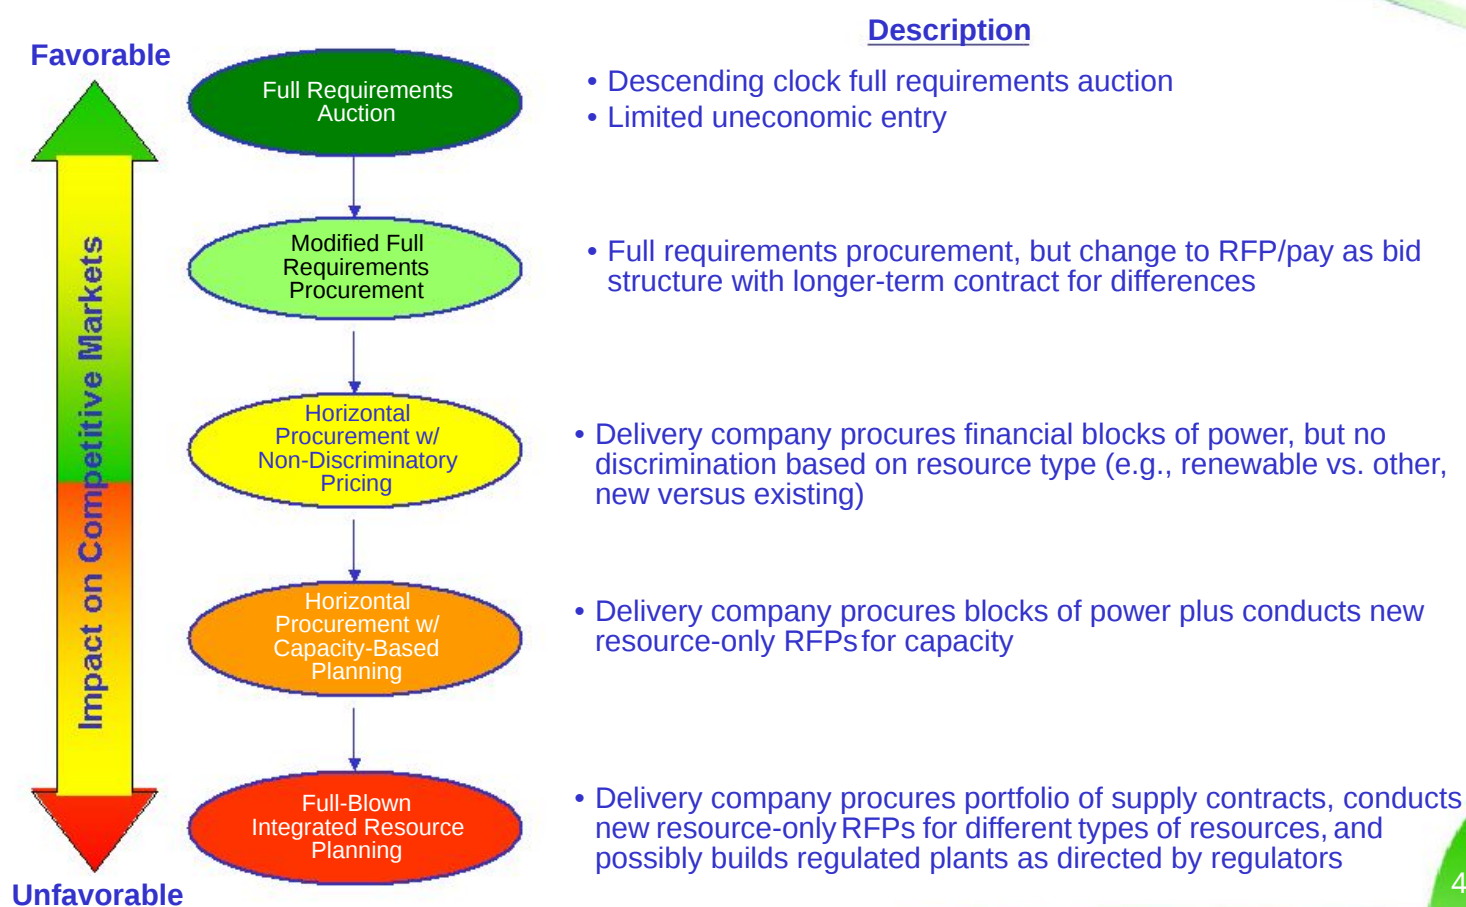 Description
Favorable
Full Requirements
Auction
• Descending clock full requirements auction
• Limited uneconomic entry
Impact on Competitive Markets
Modified Full
Requirements
Procurement
• Full requirements procurement, but change to RFP/pay as bid
structure with longer-term contract for differences
Horizontal
Procurement w/
Non-Discriminatory
Pricing
• Delivery company procures financial blocks of power, but no
discrimination based on resource type (e.g., renewable vs. other,
new versus existing)
Horizontal
Procurement w/
Capacity-Based
Planning
• Delivery company procures blocks of power plus conducts new
resource-only RFPs for capacity
Full-Blown
Integrated Resource
Planning
• Delivery company procures portfolio of supply contracts, conducts
new resource-only RFPs for different types of resources, and
possibly builds regulated plants as directed by regulators
Unfavorable
4